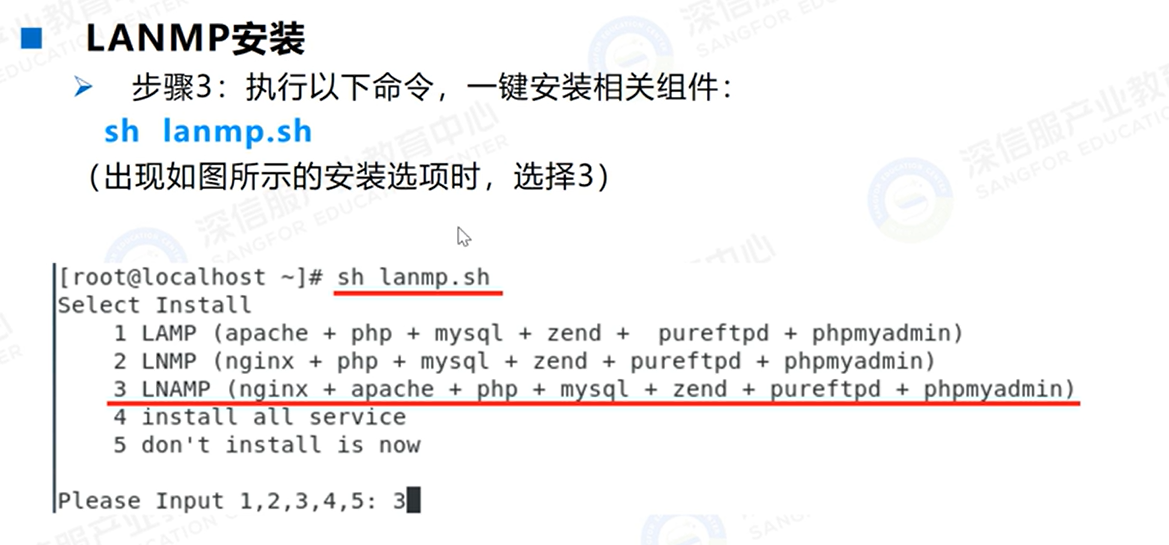 LANMP安装
步骤3：执行以下命令，一键安装相关组件：
sh lanmp.sh
（出现如图所示的安装选项时，选择3）
[root@localhost ~]# sh lanmp.sh
Select Install
1 LAMP (apache + php + mysql + zend + pureftpd + phpmyadmin)
2 LNMP (nginx + php + mysql + zend + pureftpd + phpmyadmin)
3 LNAMP (nginx + apache + php + mysql + zend + pureftpd + phpmyadmin)
4 install all service
5 don't install is now
Please Input 1,2,3,4,5: 3
深信服产业教育中心
SANGFOR EDUCATION CENTER